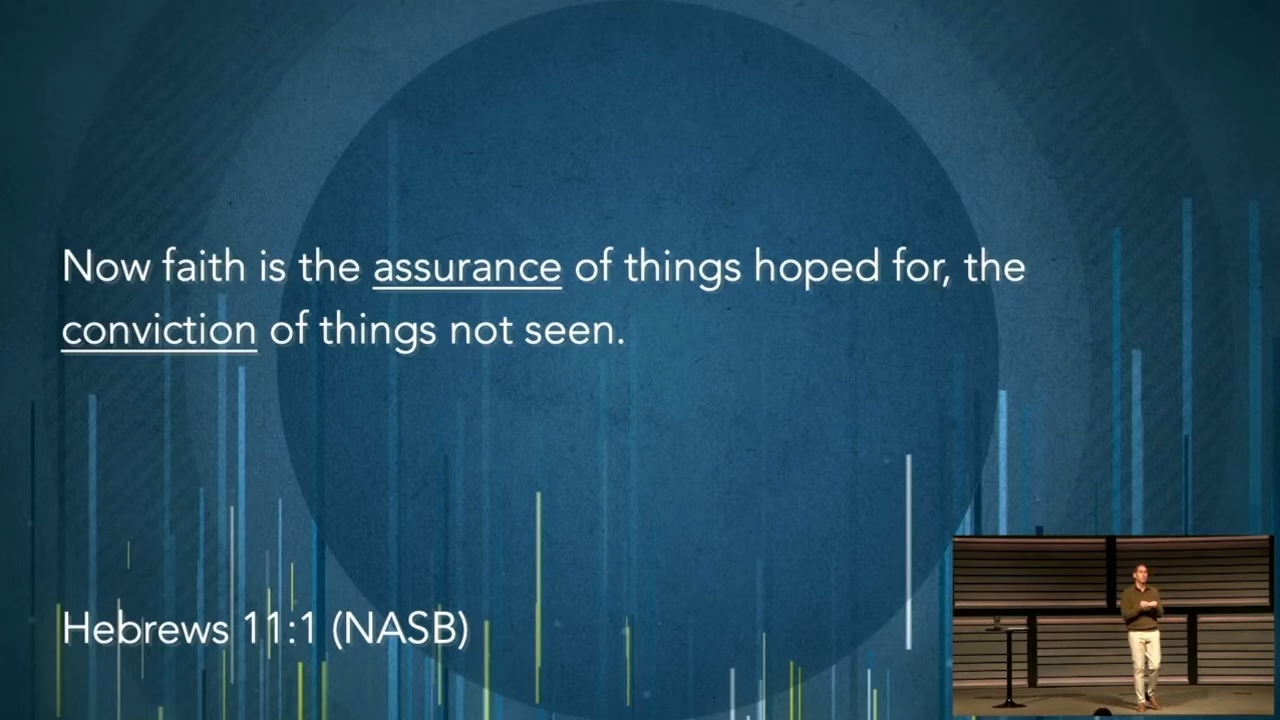 Now faith is the assurance of things hoped for, the
conviction of things not seen.
Hebrews 11:1 (NASB)